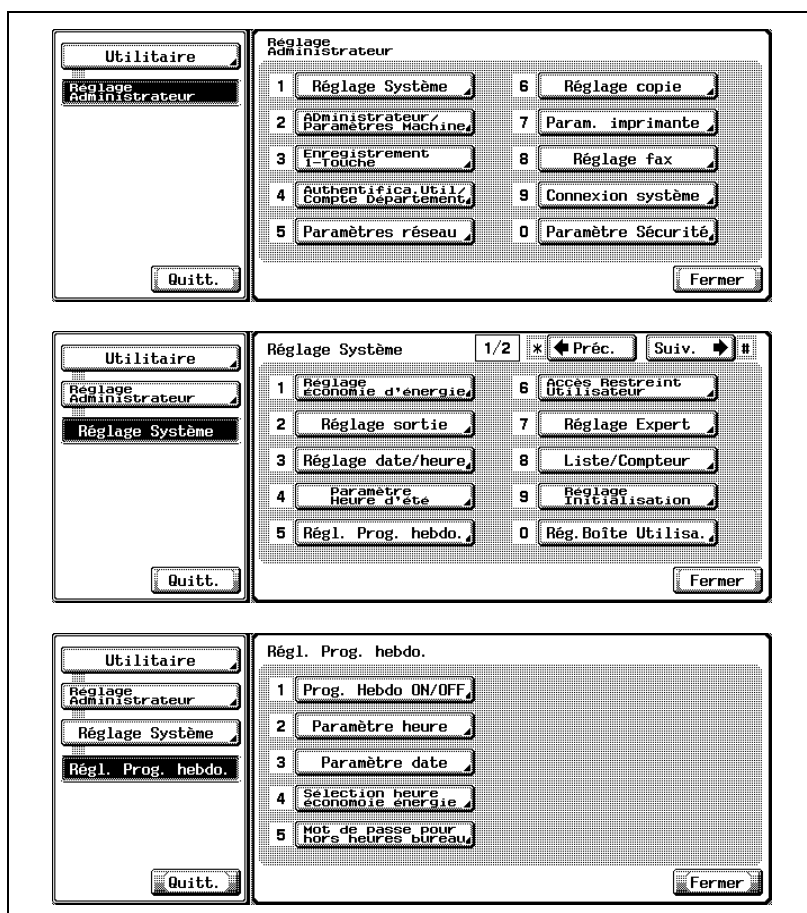 Utilitaire
Réglage
Administrateur
Quitt.
Réglage
Administrateur
1 Réglage Système
2 ADministrateur/
Paramètres Machine
3 Enregistrement
1-Touche
4 Authentifica.Util/
Compte Département
5 Paramètres réseau
6 Réglage copie
7 Param. imprimante
8 Réglage fax
9 Connexion système
0 Paramètre Sécurité
Fermer
Utilitaire
Réglage
Administrateur
Réglage Système
Quitt.
Réglage Système 1/2 * Préc. Suiv. #
1 Réglage
économie d'énergie
2 Réglage sortie
3 Réglage date/heure
4 Paramètre
Heure d'été
5 Régl. Prog. hebdo.
6 Accès Restreint
Utilisateur
7 Réglage Expert
8 Liste/Compteur
9 Réglage
Initialisation
0 Rég.Boîte Utilisa.
Fermer
Utilitaire
Réglage
Administrateur
Réglage Système
Régl. Prog. hebdo.
Quitt.
Régl. Prog. hebdo.
1 Prog. Hebdo ON/OFF
2 Paramètre heure
3 Paramètre date
4 Sélection heure
économoie énergie
5 Mot de passe pour
hors heures bureau
Fermer